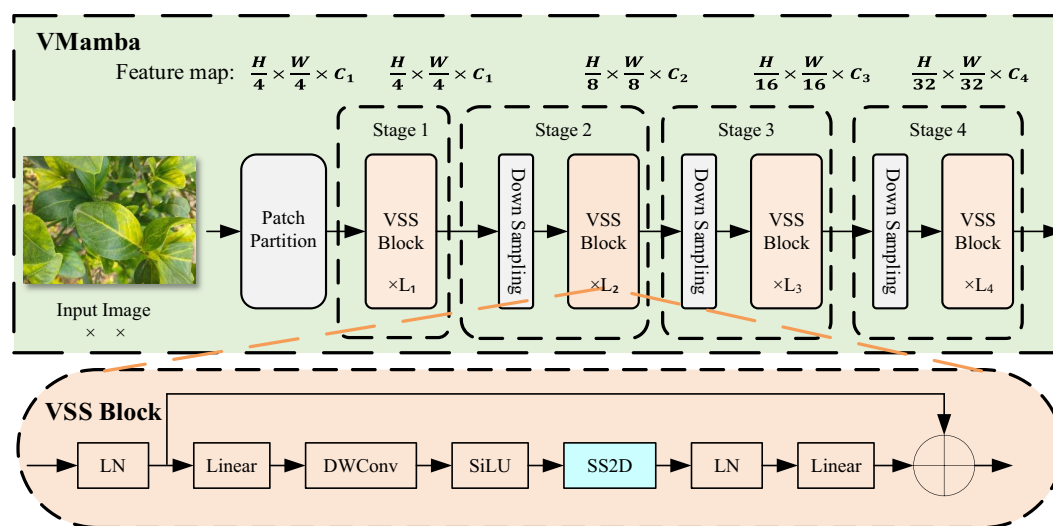 VMamba
Feature map: H/4 × W/4 × C₁ H/4 × W/4 × C₁ H/8 × W/8 × C₂ H/16 × W/16 × C₃ H/32 × W/32 × C₄
Stage 1
Stage 2
Stage 3
Stage 4
Patch
Partition
VSS
Block
×L₁
Down Sampling
VSS
Block
×L₂
Down Sampling
VSS
Block
×L₃
Down Sampling
VSS
Block
×L₄
Input Image
× ×
VSS Block
LN
Linear
DWConv
SiLU
SS2D
LN
Linear